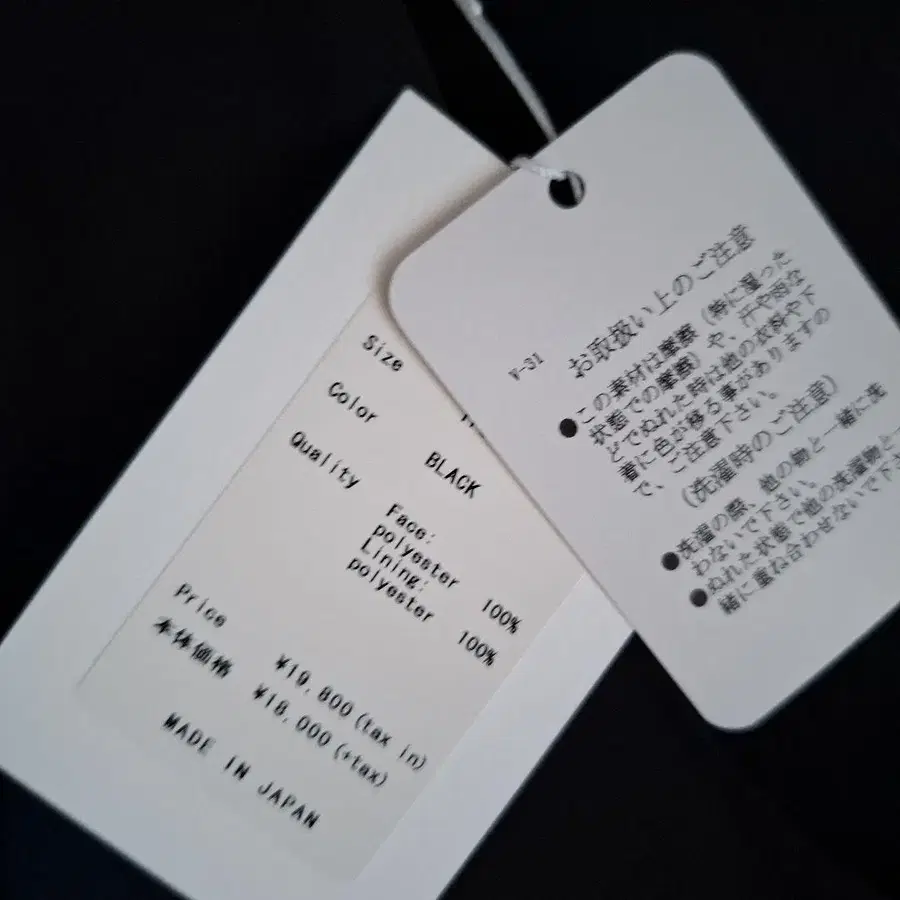 Size
Color
BLACK
Quality
Face:
polyester 100%
Lining:
polyester 100%
Price
¥19,800(tax in)
本体価格 ¥18,000(+tax)
MADE IN JAPAN
V-31
お取扱い上のご注意
●この素材は摩擦（特に湿った
状態での摩擦）や、汗や雨な
どでぬれた時は他の衣料や下
着に色が移る事がありますの
で、ご注意下さい。
（洗濯時のご注意）
●洗濯の際、他の物と一緒に洗
わないで下さい。
●ぬれた状態で他の洗濯物と
緒に重ね合わせないで下さ